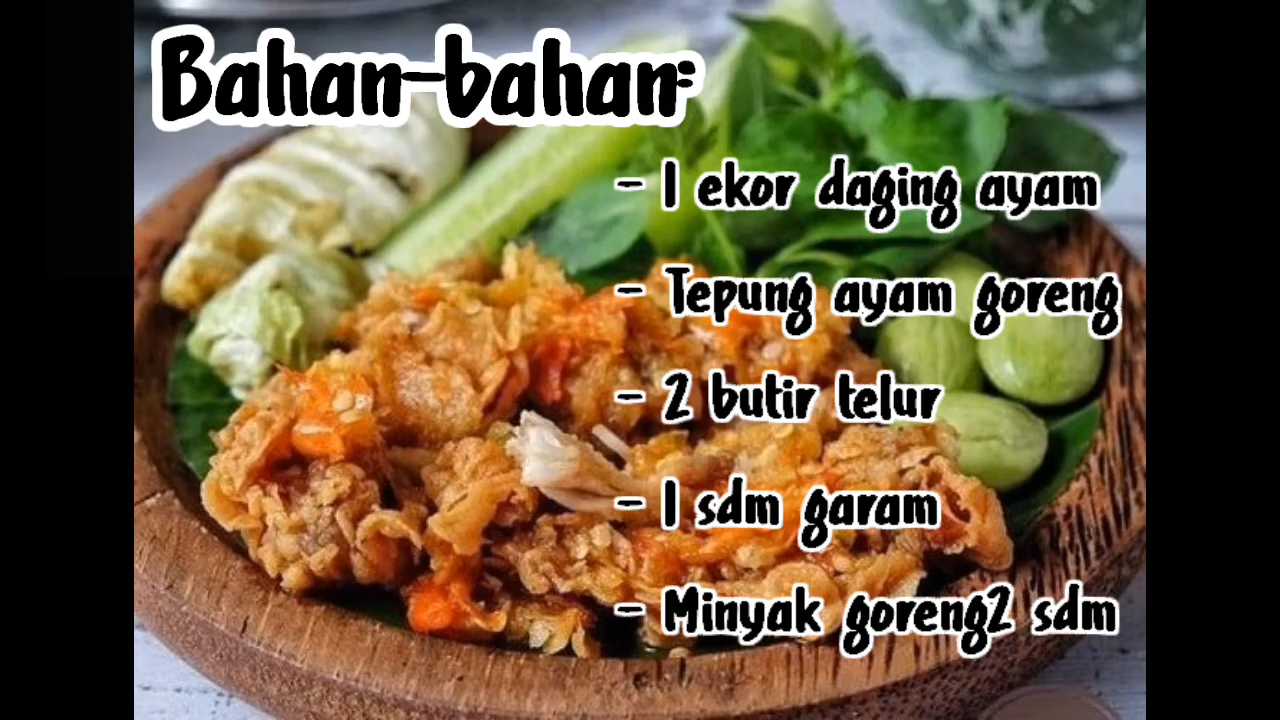 Bahan-bahan:
- 1 ekor daging ayam
- Tepung ayam goreng
- 2 butir telur
- 1 sdm garam
- Minyak goreng2 sdm